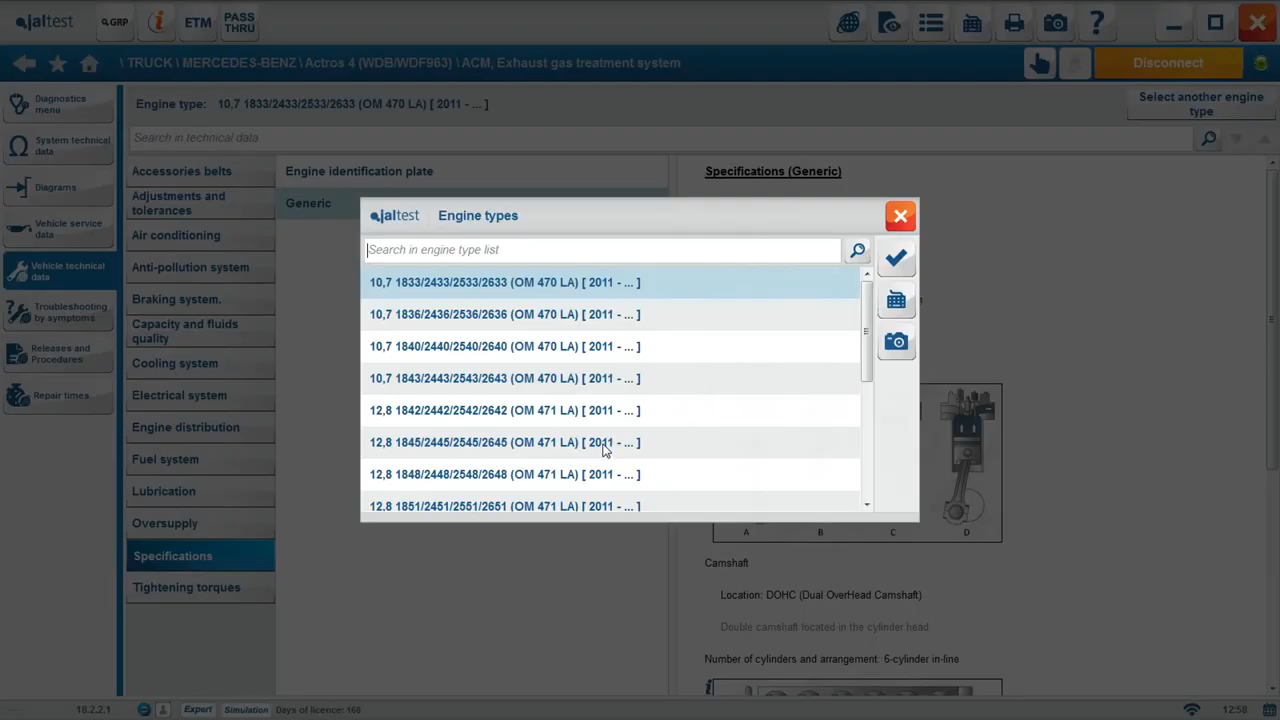 jaltest
GRP
ETM
PASS
THRU
?
\ TRUCK \ MERCEDES-BENZ \ Actros 4 (WDB/WDF963) \ ACM, Exhaust gas treatment system
Disconnect
Diagnostics
menu
System technical
data
Diagrams
Vehicle service
data
Vehicle technical
data
Troubleshooting
by symptoms
Releases and
Procedures
Repair times
Engine type: 10,7 1833/2433/2533/2633 (OM 470 LA) [ 2011 - ... ]
Select another engine
type
Search in technical data
Accessories belts
Adjustments and
tolerances
Air conditioning
Anti-pollution system
Braking system.
Capacity and fluids
quality
Cooling system
Electrical system
Engine distribution
Fuel system
Lubrication
Oversupply
Specifications
Tightening torques
Engine identification plate
Generic
jaltest Engine types
Search in engine type list
10,7 1833/2433/2533/2633 (OM 470 LA) [ 2011 - ... ]
10,7 1836/2436/2536/2636 (OM 470 LA) [ 2011 - ... ]
10,7 1840/2440/2540/2640 (OM 470 LA) [ 2011 - ... ]
10,7 1843/2443/2543/2643 (OM 470 LA) [ 2011 - ... ]
12,8 1842/2442/2542/2642 (OM 471 LA) [ 2011 - ... ]
12,8 1845/2445/2545/2645 (OM 471 LA) [ 2011 - ... ]
12,8 1848/2448/2548/2648 (OM 471 LA) [ 2011 - ... ]
12,8 1851/2451/2551/2651 (OM 471 LA) [ 2011 - ... ]
Specifications (Generic)
A B C D
Camshaft
Location: DOHC (Dual OverHead Camshaft)
Double camshaft located in the cylinder head
Number of cylinders and arrangement: 6-cylinder in-line
18.2.2.1
Expert
Simulation
Days of licence: 168
12:58